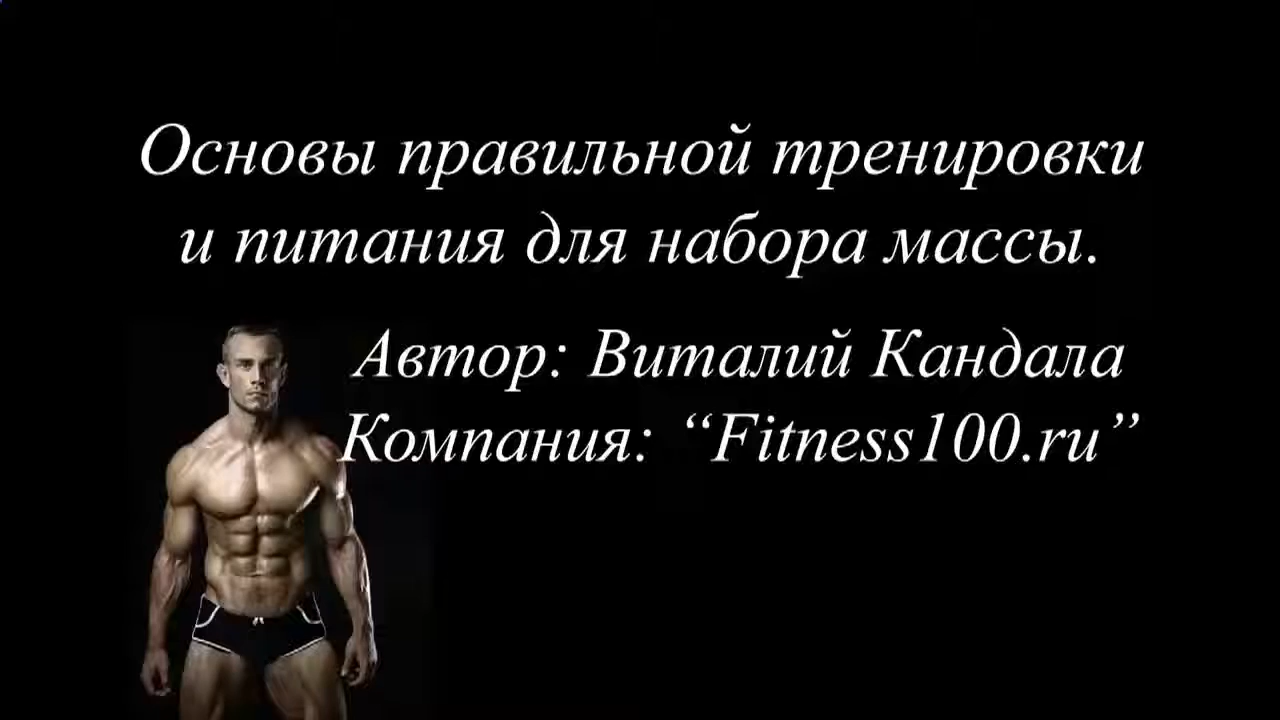 Основы правильной тренировки
и питания для набора массы.
Автор: Виталий Кандала
Компания: “Fitness100.ru”